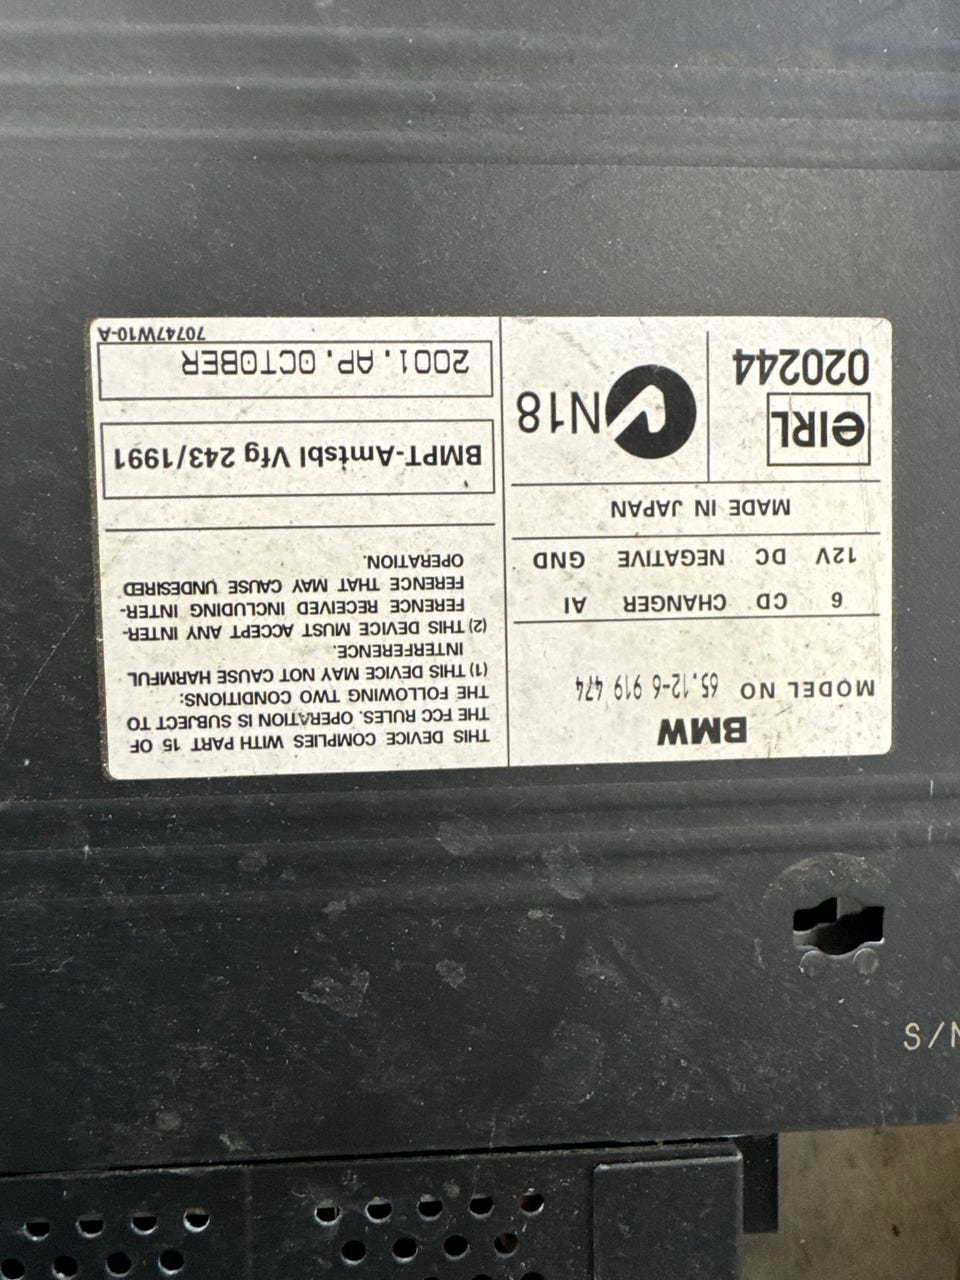 BMW
MODEL NO 65.12-6 919 474
6 CD CHANGER AI
12V DC NEGATIVE GND
MADE IN JAPAN
eIRL
020244
N18
THIS DEVICE COMPLIES WITH PART 15 OF
THE FCC RULES. OPERATION IS SUBJECT TO
THE FOLLOWING TWO CONDITIONS:
(1) THIS DEVICE MAY NOT CAUSE HARMFUL
INTERFERENCE.
(2) THIS DEVICE MUST ACCEPT ANY INTER-
FERENCE RECEIVED INCLUDING INTER-
FERENCE THAT MAY CAUSE UNDESIRED
OPERATION.
BMPT-Amtsbl Vfg 243/1991
2001. AP. OCTOBER
70747W10-A
S/N